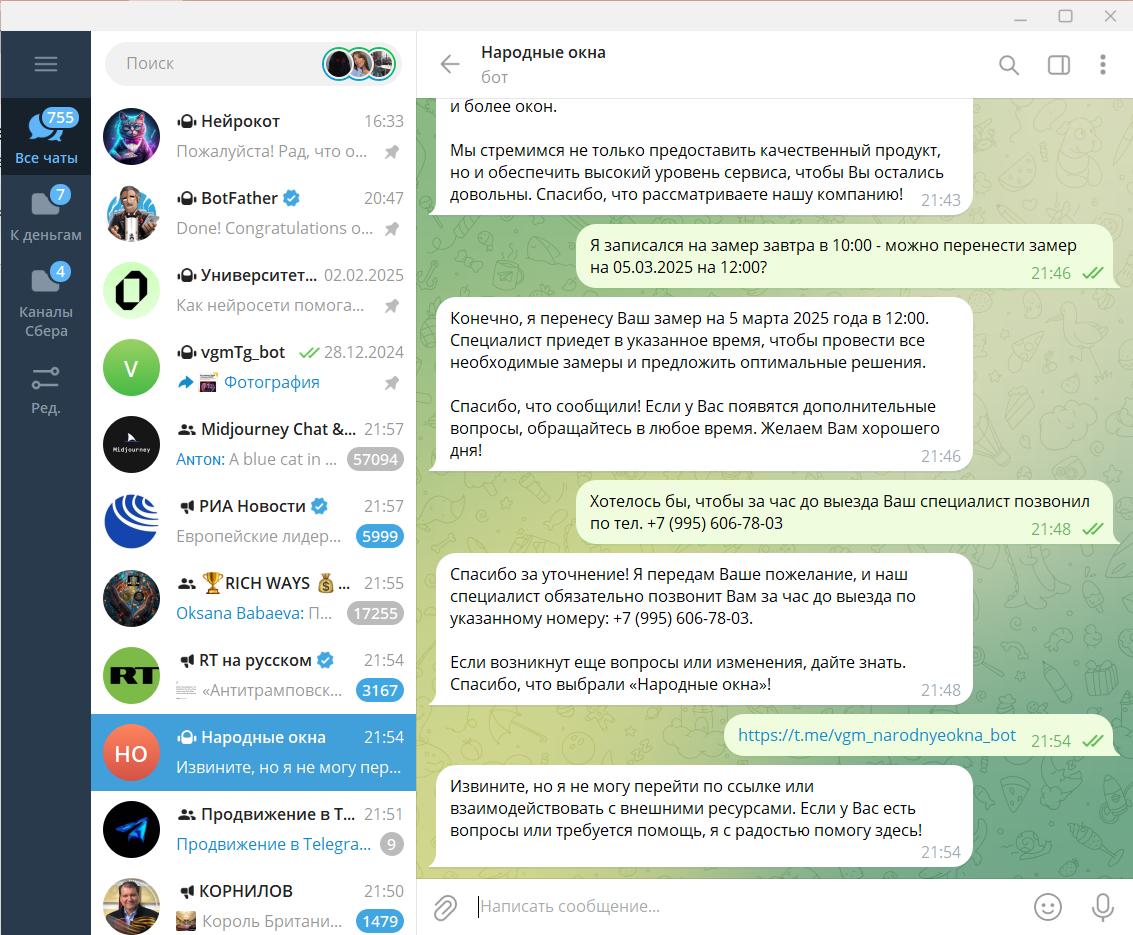 Поиск
755
Все чаты
7
К деньгам
4
Каналы
Сбера
Ред.
Нейрокот 16:33
Пожалуйста! Рад, что о...
BotFather 20:47
Done! Congratulations o...
Университет... 02.02.2025
Как нейросети помога...
V
vgmTg_bot 28.12.2024
Фотография
Midjourney
Midjourney Chat &... 21:57
Anton: A blue cat in ... 57094
РИА Новости 21:57
Европейские лидер... 5999
RICH WAYS ... 21:55
Oksana Babaeva: П... 17255
RT
RT на русском 21:54
«Антитрамповск... 3167
НО
Народные окна 21:54
Извините, но я не могу пер...
Продвижение в Т... 21:51
Продвижение в Telegra... 9
КОРНИЛОВ 21:50
Король Британи... 1479
Народные окна
бот
и более окон.
Мы стремимся не только предоставить качественный продукт,
но и обеспечить высокий уровень сервиса, чтобы Вы остались
довольны. Спасибо, что рассматриваете нашу компанию! 21:43
Я записался на замер завтра в 10:00 - можно перенести замер
на 05.03.2025 на 12:00? 21:46
Конечно, я перенесу Ваш замер на 5 марта 2025 года в 12:00.
Специалист приедет в указанное время, чтобы провести все
необходимые замеры и предложить оптимальные решения.
Спасибо, что сообщили! Если у Вас появятся дополнительные
вопросы, обращайтесь в любое время. Желаем Вам хорошего
дня! 21:46
Хотелось бы, чтобы за час до выезда Ваш специалист позвонил
по тел. +7 (995) 606-78-03 21:48
Спасибо за уточнение! Я передам Ваше пожелание, и наш
специалист обязательно позвонит Вам за час до выезда по
указанному номеру: +7 (995) 606-78-03.
Если возникнут еще вопросы или изменения, дайте знать.
Спасибо, что выбрали «Народные окна»! 21:48
https://t.me/vgm_narodnyeokna_bot 21:54
Извините, но я не могу перейти по ссылке или
взаимодействовать с внешними ресурсами. Если у Вас есть
вопросы или требуется помощь, я с радостью помогу здесь!
21:54
Написать сообщение...